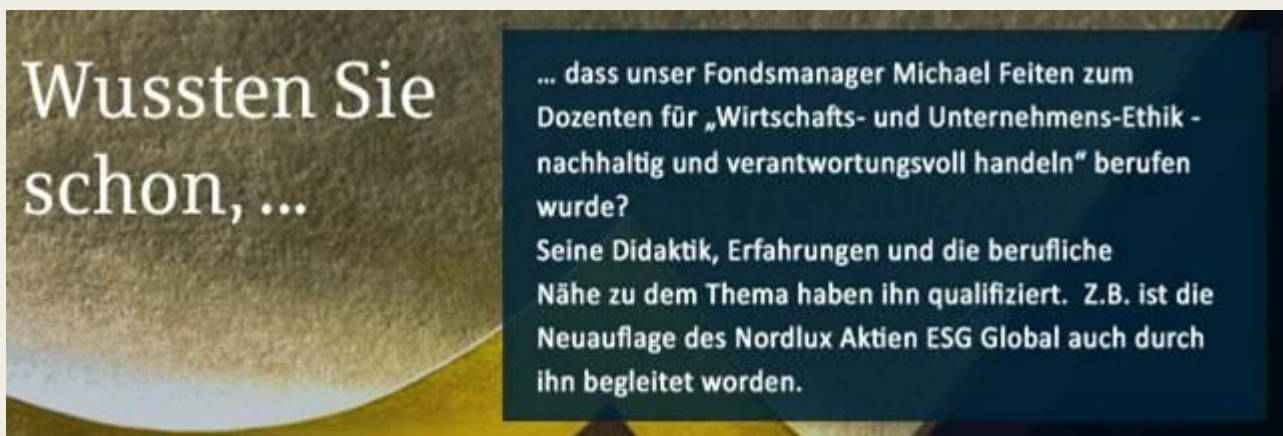 Wussten Sie
schon, ...
... dass unser Fondsmanager Michael Feiten zum
Dozenten für „Wirtschafts- und Unternehmens-Ethik -
nachhaltig und verantwortungsvoll handeln“ berufen
wurde?
Seine Didaktik, Erfahrungen und die berufliche
Nähe zu dem Thema haben ihn qualifiziert.  Z.B. ist die
Neuauflage des Nordlux Aktien ESG Global auch durch
ihn begleitet worden.